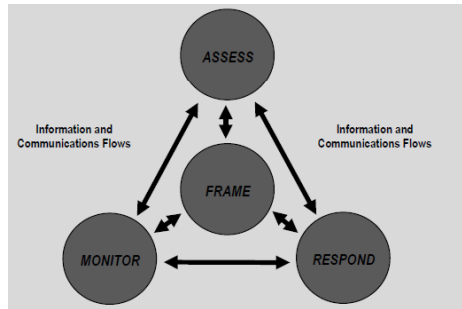 ASSESS
Information and
Communications Flows
Information and
Communications Flows
FRAME
MONITOR
RESPOND